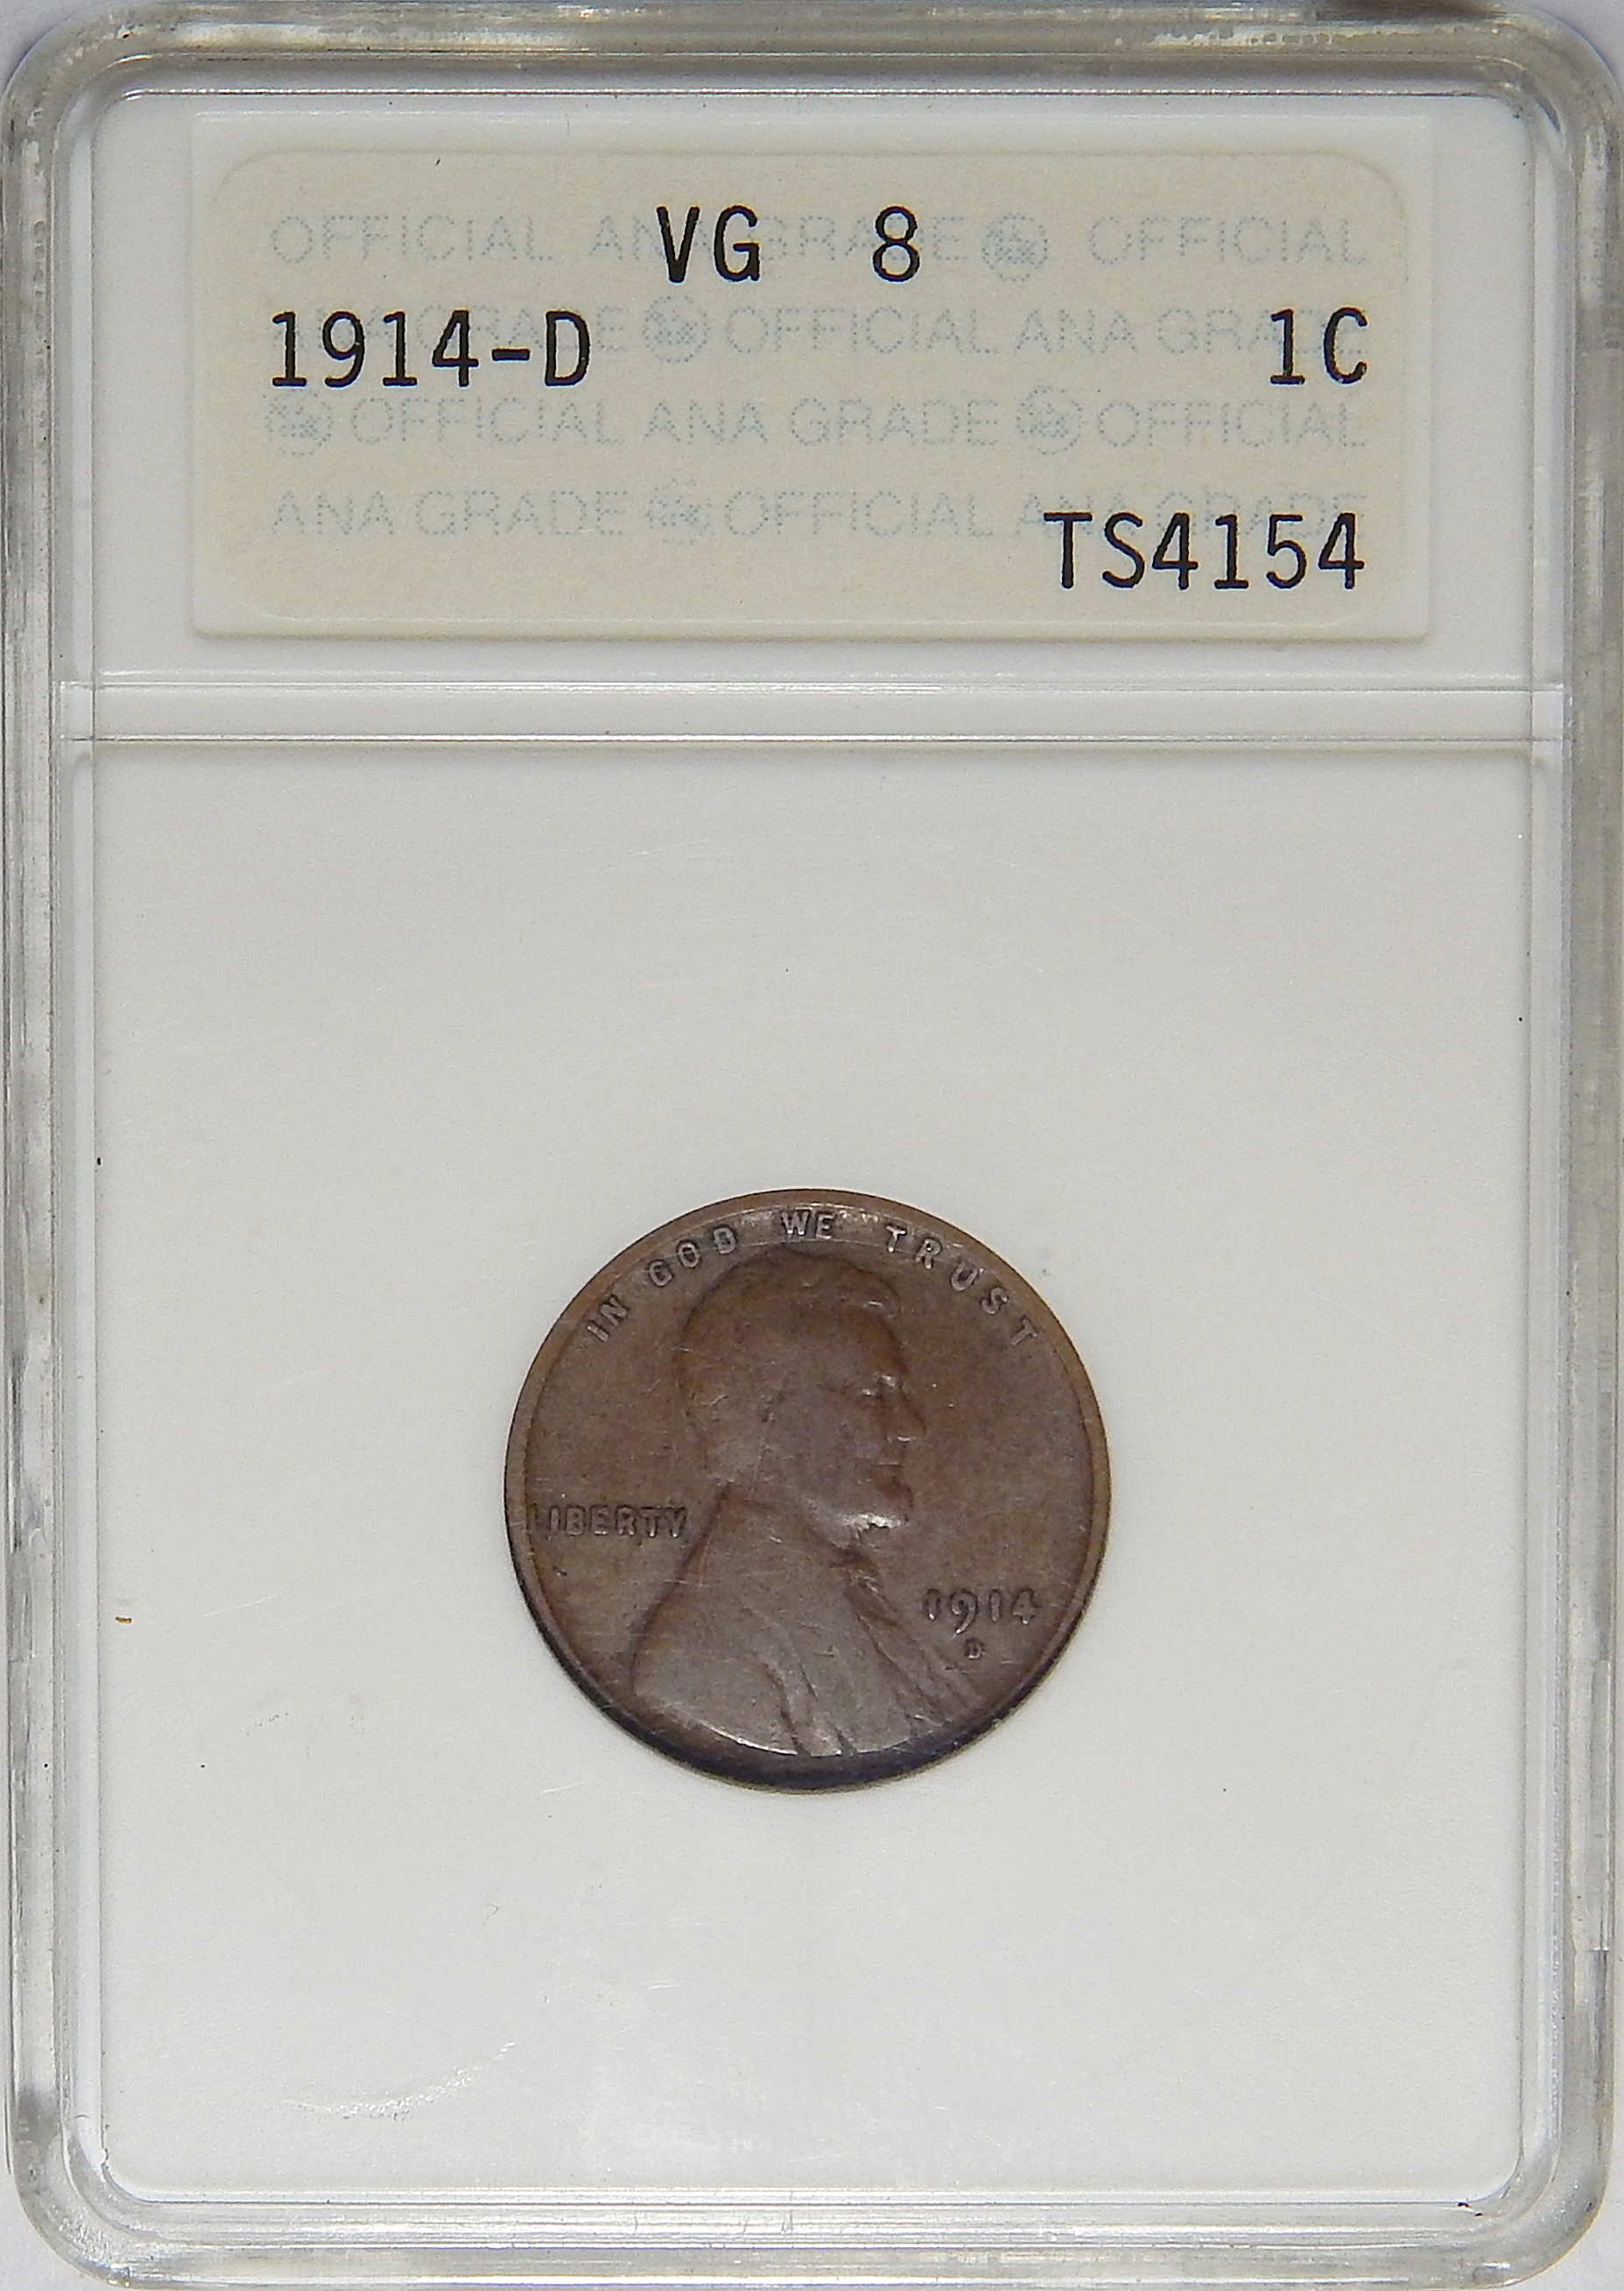 VG 8
OFFICIAL ANA GRADE OFFICIAL
1914-D 1C
ANA GRADE OFFICIAL ANA GRADE
OFFICIAL ANA GRADE OFFICIAL
ANA GRADE OFFICIAL ANA GRADE
TS4154
IN GOD WE TRUST
LIBERTY
1914
D